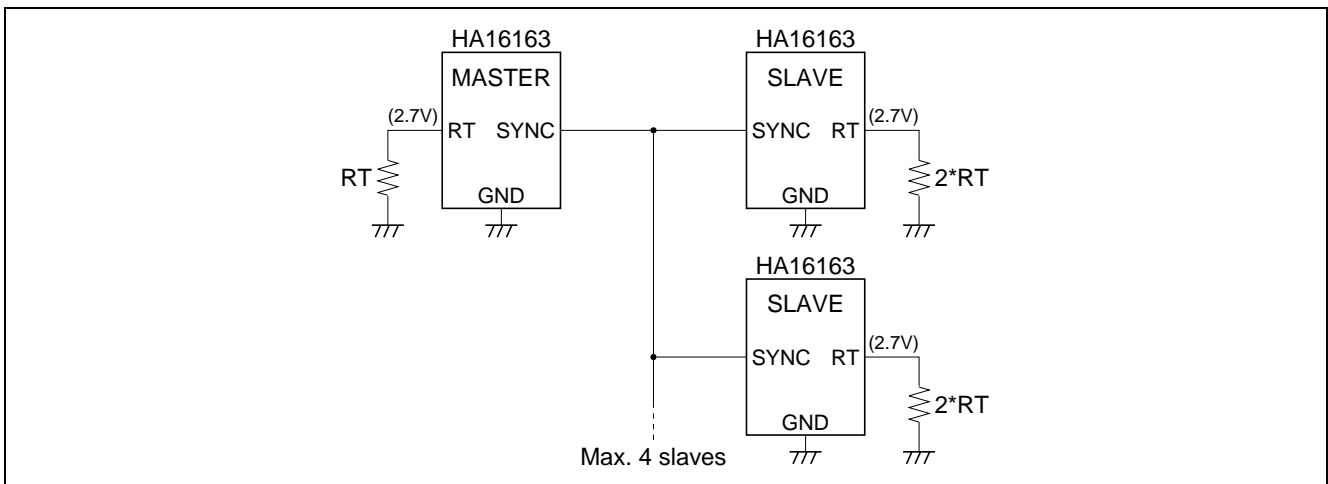 HA16163
MASTER
(2.7V)
RT SYNC
RT
GND
HA16163
SLAVE
(2.7V)
SYNC RT
2*RT
GND
HA16163
SLAVE
(2.7V)
SYNC RT
2*RT
GND
Max. 4 slaves